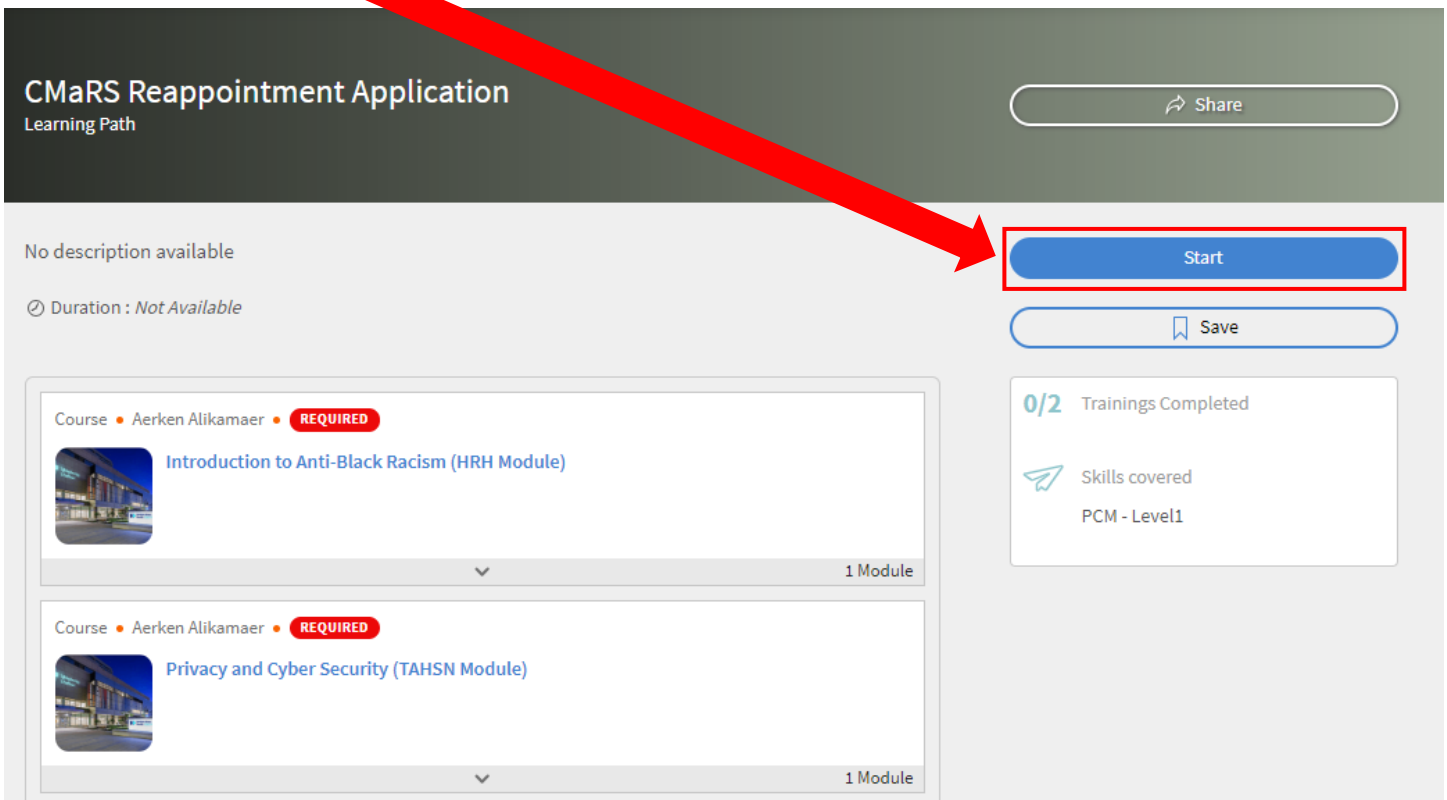 CMaRS Reappointment Application
Learning Path
Share
No description available
Duration : Not Available
Start
Save
Course • Aerken Alikamaer • REQUIRED
Introduction to Anti-Black Racism (HRH Module)
1 Module
Course • Aerken Alikamaer • REQUIRED
Privacy and Cyber Security (TAHSN Module)
1 Module
0/2 Trainings Completed
Skills covered
PCM - Level1